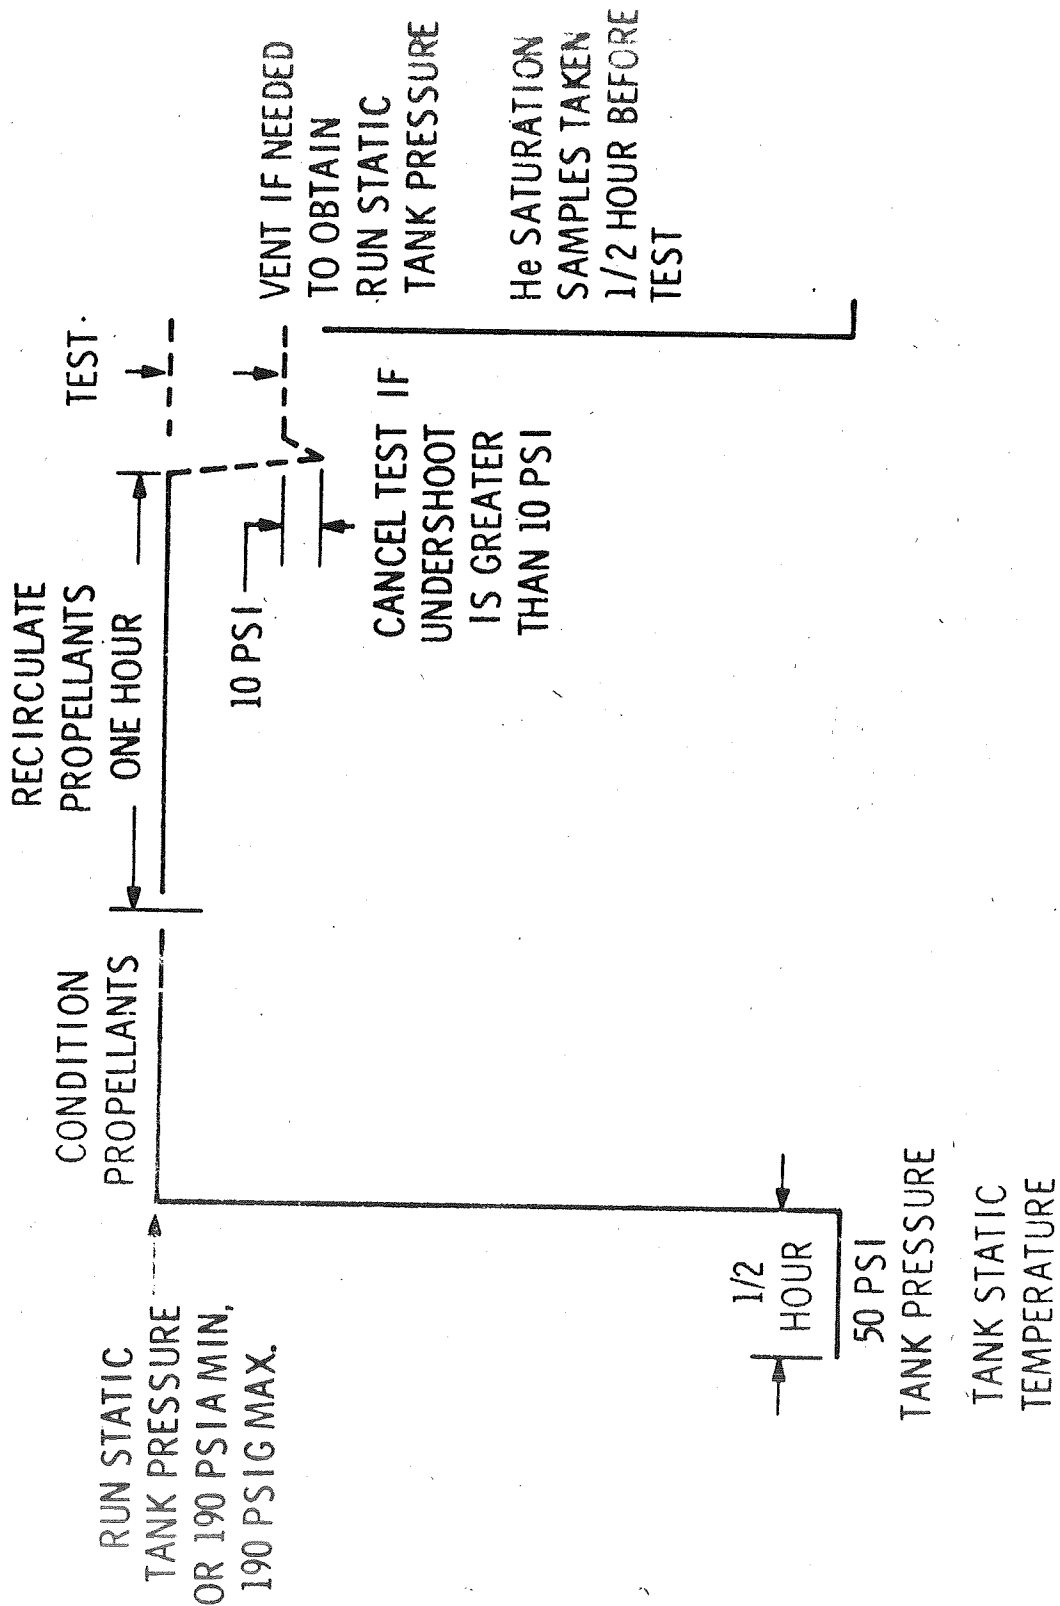 RUN STATIC
TANK PRESSURE
OR 190 PSIA MIN,
190 PSIG MAX.
CONDITION
PROPELLANTS
RECIRCULATE
PROPELLANTS
ONE HOUR
TEST
10 PSI
CANCEL TEST IF
UNDERSHOOT
IS GREATER
THAN 10 PSI
VENT IF NEEDED
TO OBTAIN
RUN STATIC
TANK PRESSURE
He SATURATION
SAMPLES TAKEN
1/2 HOUR BEFORE
TEST
1/2
HOUR
50 PSI
TANK PRESSURE
TANK STATIC
TEMPERATURE